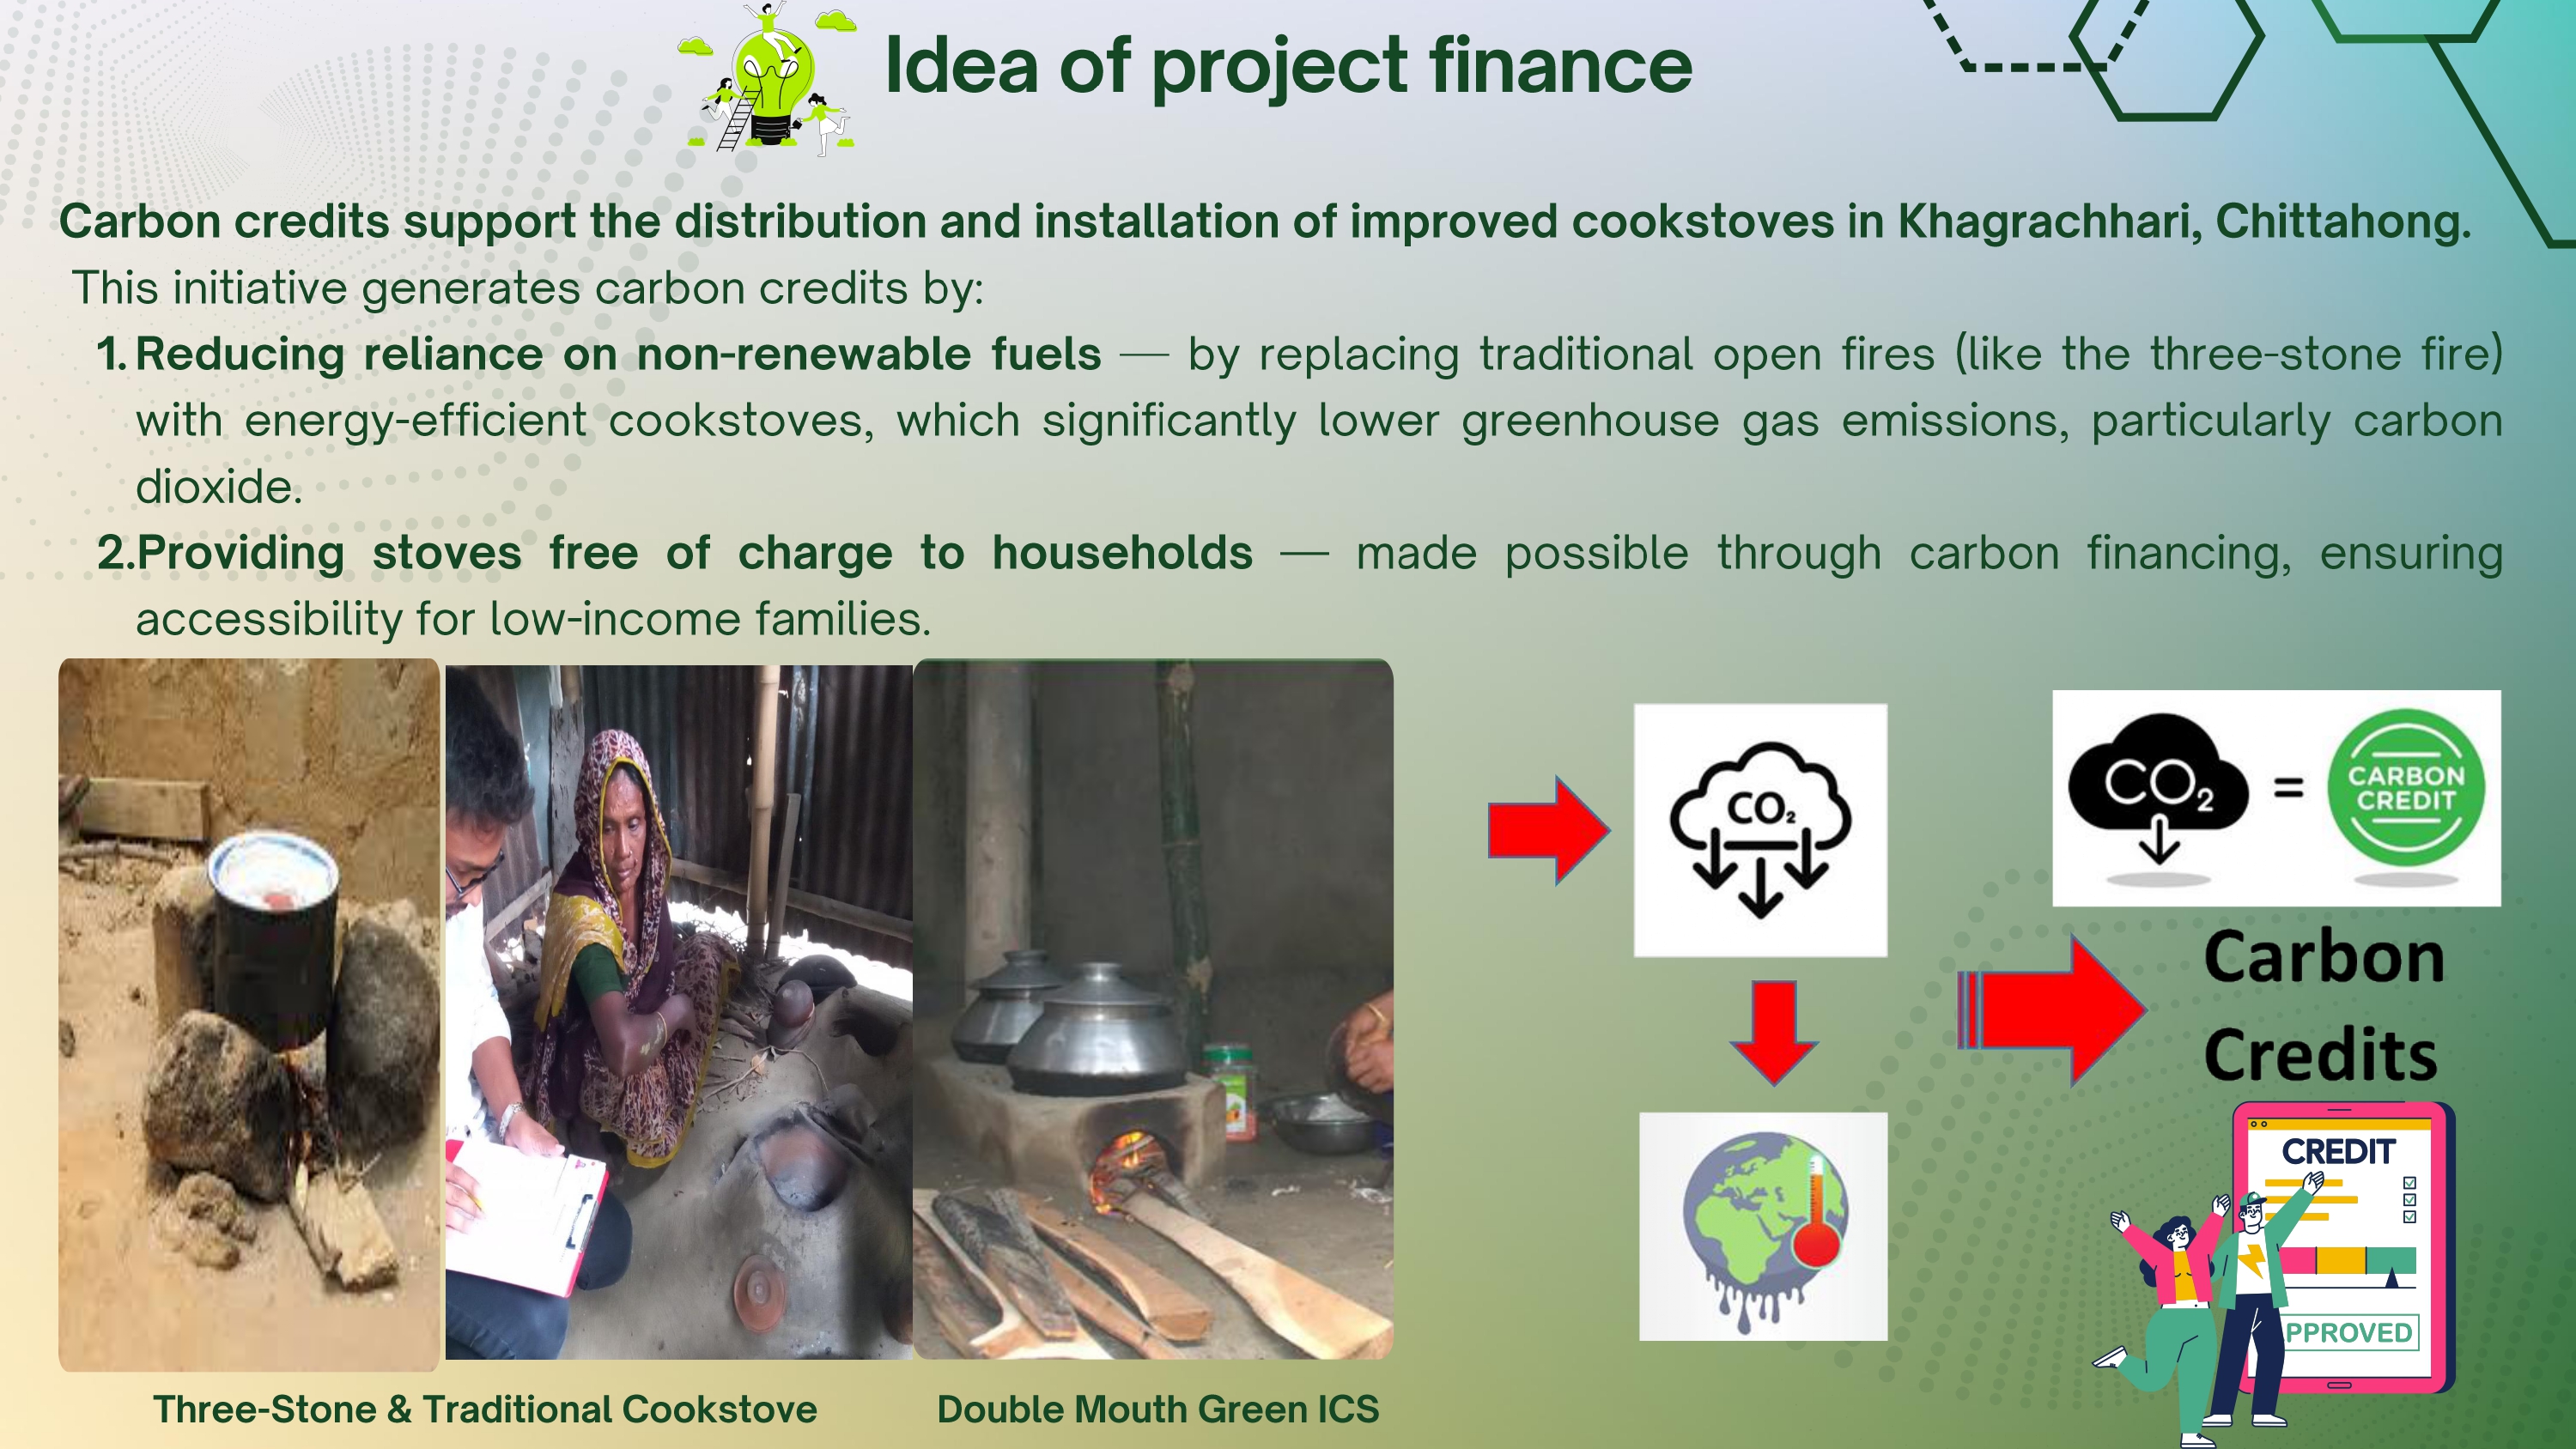 Idea of project finance
Carbon credits support the distribution and installation of improved cookstoves in Khagrachhari, Chittahong.
This initiative generates carbon credits by:
1. Reducing reliance on non-renewable fuels — by replacing traditional open fires (like the three-stone fire)
with energy-efficient cookstoves, which significantly lower greenhouse gas emissions, particularly carbon
dioxide.
2. Providing stoves free of charge to households — made possible through carbon financing, ensuring
accessibility for low-income families.
CO₂
CO₂ = CARBON
CREDIT
Carbon
Credits
CREDIT
PPROVED
Three-Stone & Traditional Cookstove
Double Mouth Green ICS